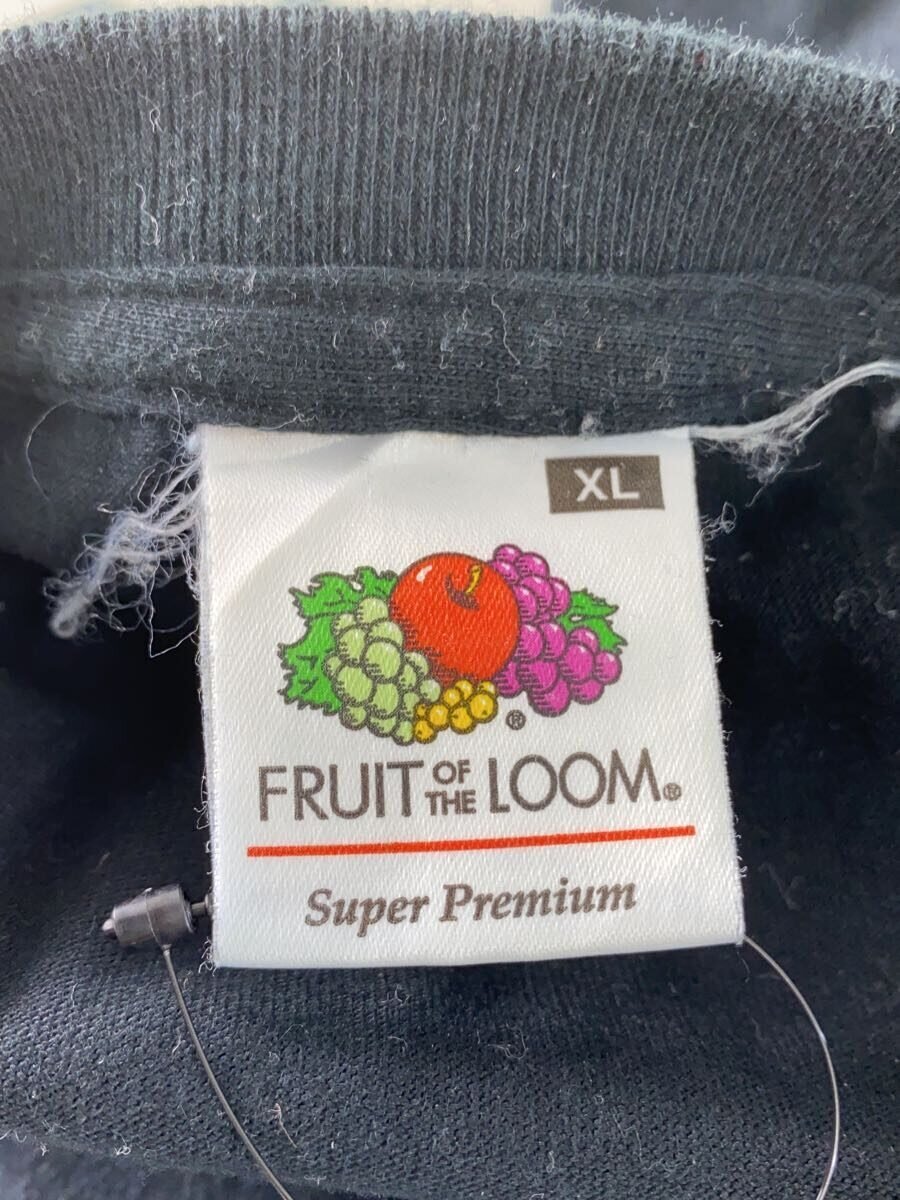 XL
®
FRUIT OF THE LOOM®
Super Premium